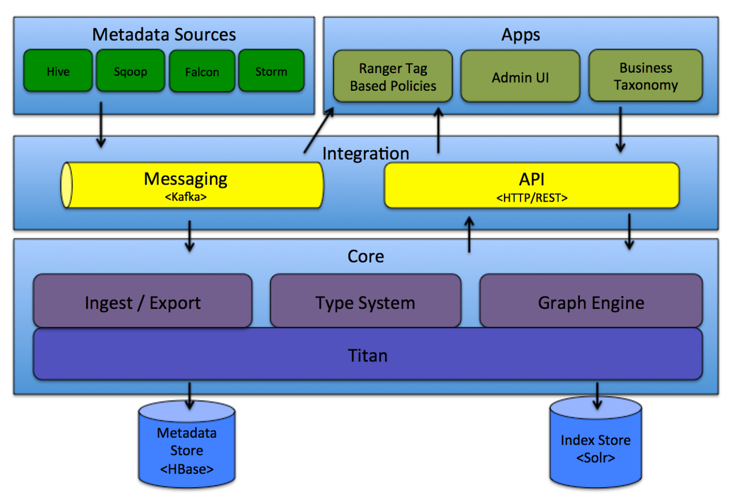 Metadata Sources
Hive
Sqoop
Falcon
Storm
Apps
Ranger Tag
Based Policies
Admin UI
Business
Taxonomy
Integration
Messaging
<Kafka>
API
<HTTP/REST>
Core
Ingest / Export
Type System
Graph Engine
Titan
Metadata
Store
<HBase>
Index Store
<Solr>